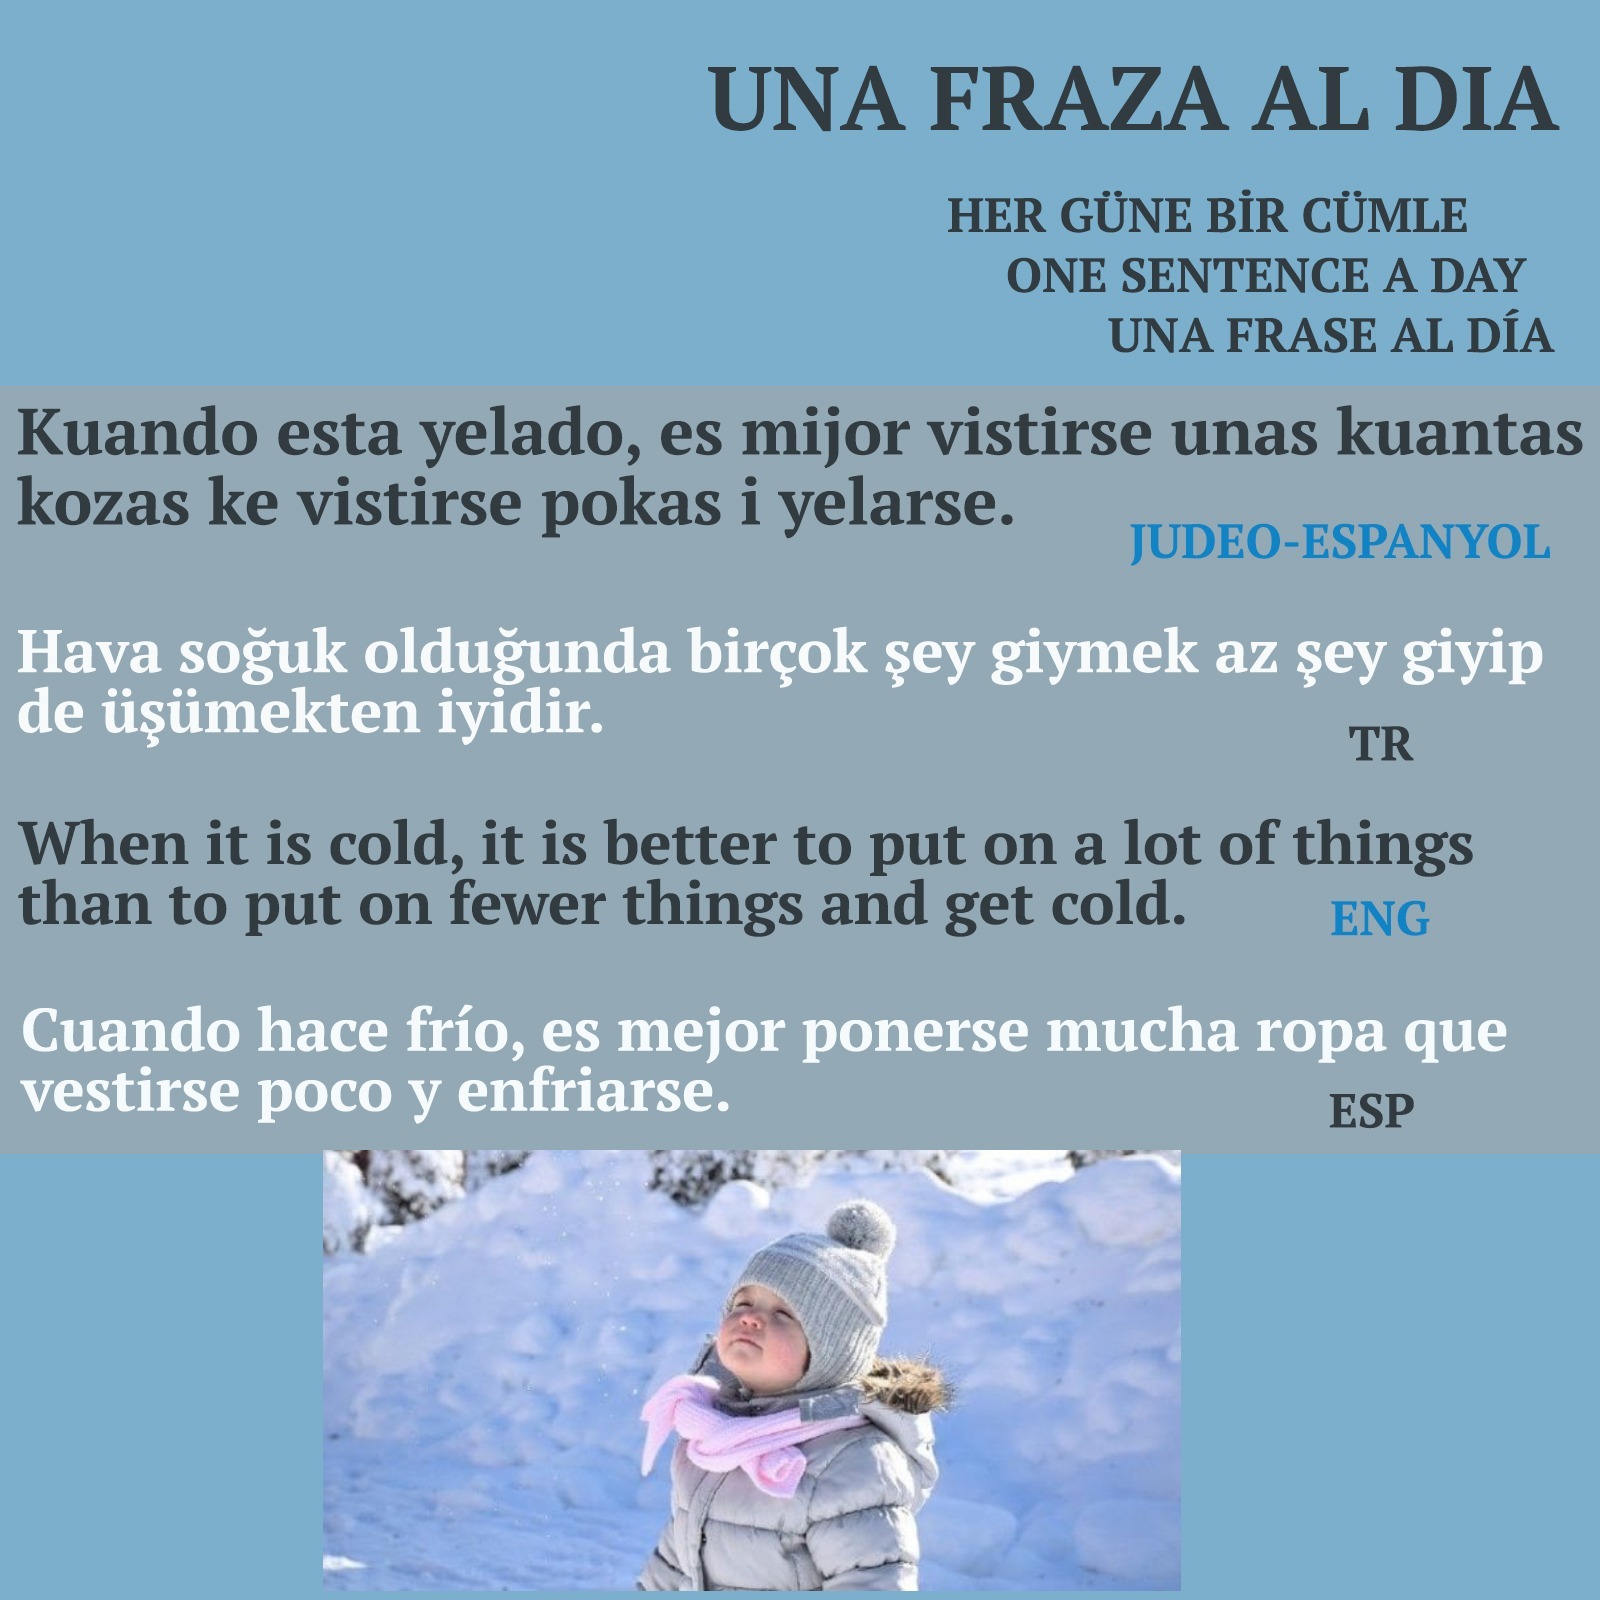 UNA FRAZA AL DIA
HER GÜNE BİR CÜMLE
ONE SENTENCE A DAY
UNA FRASE AL DÍA
Kuando esta yelado, es mijor vistirse unas kuantas
kozas ke vistirse pokas i yelarse.
JUDEO-ESPANYOL
Hava soğuk olduğunda birçok şey giymek az şey giyip
de üşümekten iyidir.
TR
When it is cold, it is better to put on a lot of things
than to put on fewer things and get cold.
ENG
Cuando hace frío, es mejor ponerse mucha ropa que
vestirse poco y enfriarse.
ESP